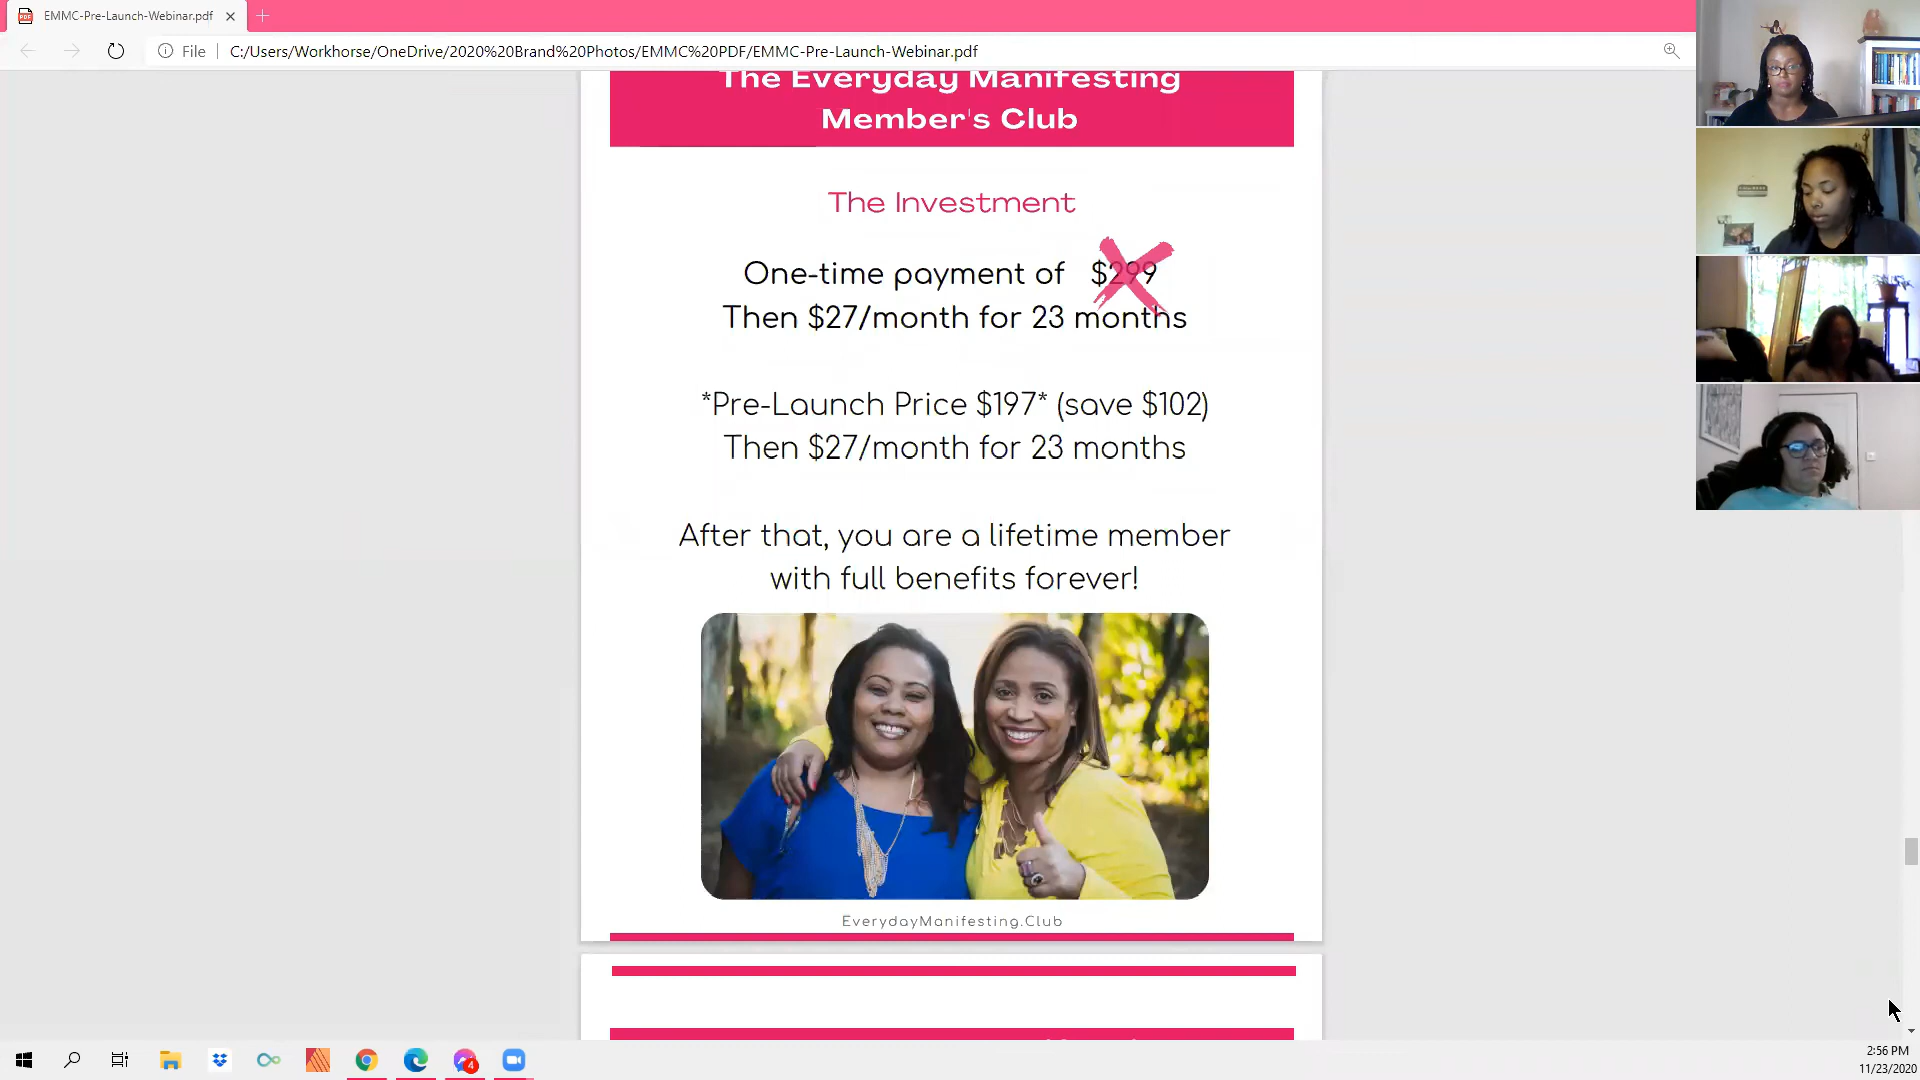 EMMC-Pre-Launch-Webinar.pdf
File
C:/Users/Workhorse/OneDrive/2020%20Brand%20Photos/EMMC%20PDF/EMMC-Pre-Launch-Webinar.pdf
The Everyday Manifesting
Member's Club
The Investment
One-time payment of $299
Then $27/month for 23 months
*Pre-Launch Price $197* (save $102)
Then $27/month for 23 months
After that, you are a lifetime member
with full benefits forever!
EverydayManifesting.Club
4
2:56 PM
11/23/2020